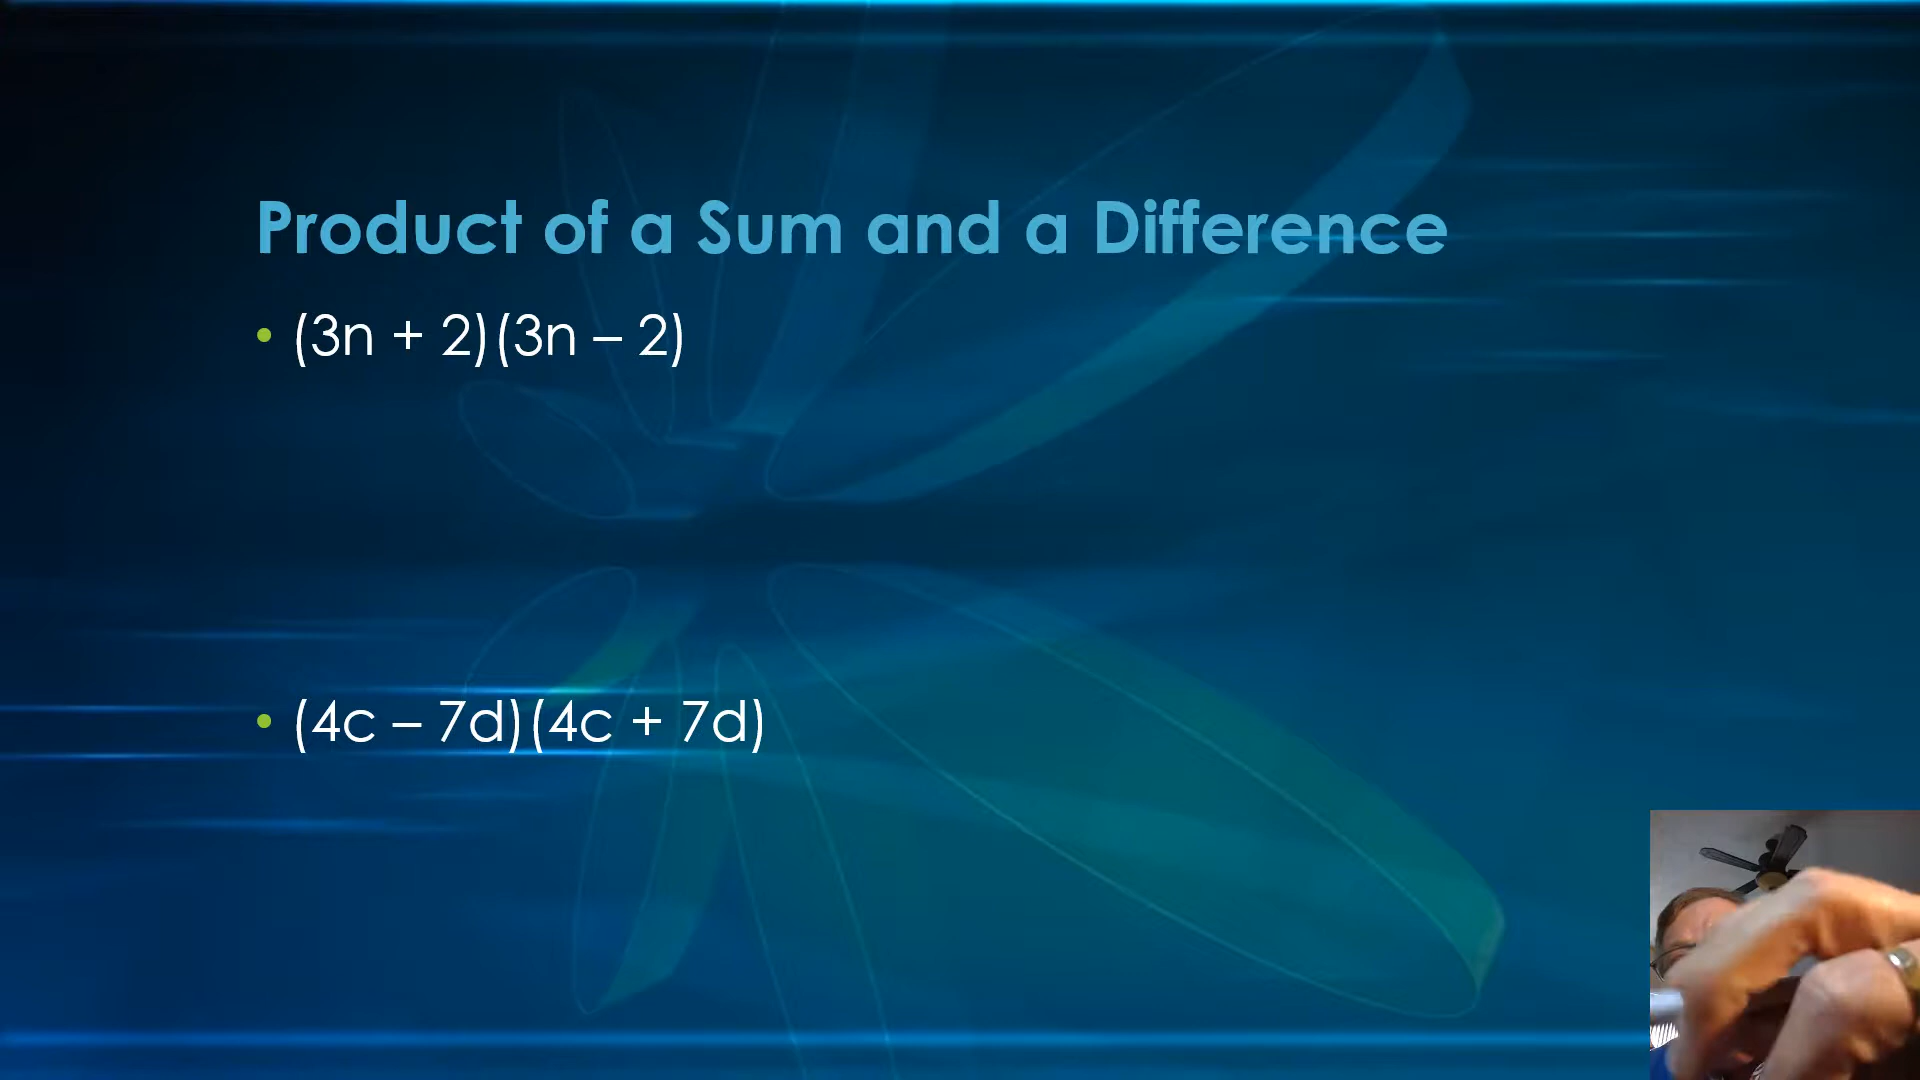 Product of a Sum and a Difference
• (3n + 2)(3n – 2)
• (4c – 7d)(4c + 7d)